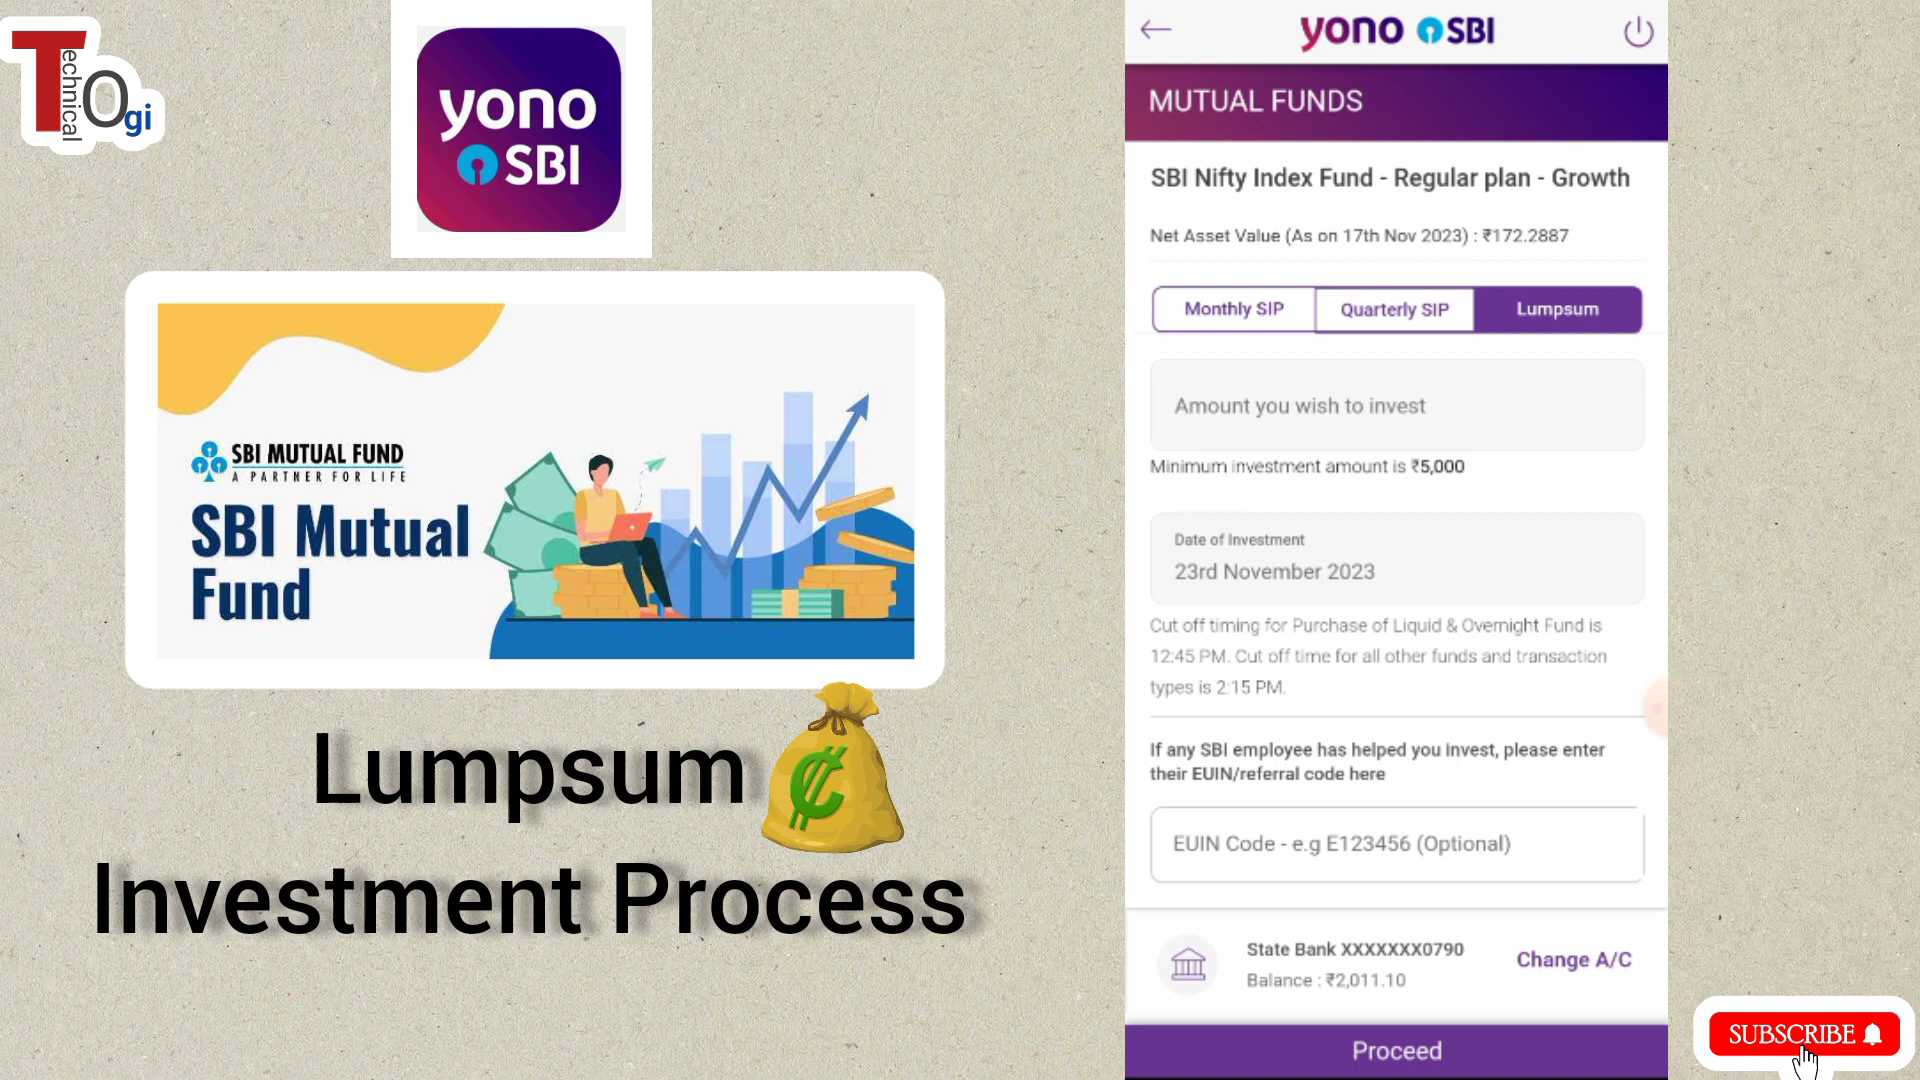 Technical Ogi
yono
SBI
SBI MUTUAL FUND
A PARTNER FOR LIFE
SBI Mutual
Fund
Lumpsum
Investment Process
yono SBI
MUTUAL FUNDS
SBI Nifty Index Fund - Regular plan - Growth
Net Asset Value (As on 17th Nov 2023) : ₹172.2887
Monthly SIP Quarterly SIP Lumpsum
Amount you wish to invest
Minimum investment amount is ₹5,000
Date of Investment
23rd November 2023
Cut off timing for Purchase of Liquid & Overnight Fund is
12:45 PM. Cut off time for all other funds and transaction
types is 2:15 PM.
If any SBI employee has helped you invest, please enter
their EUIN/referral code here
EUIN Code - e.g E123456 (Optional)
State Bank XXXXXXX0790
Balance : ₹2,011.10
Change A/C
Proceed
SUBSCRIBE